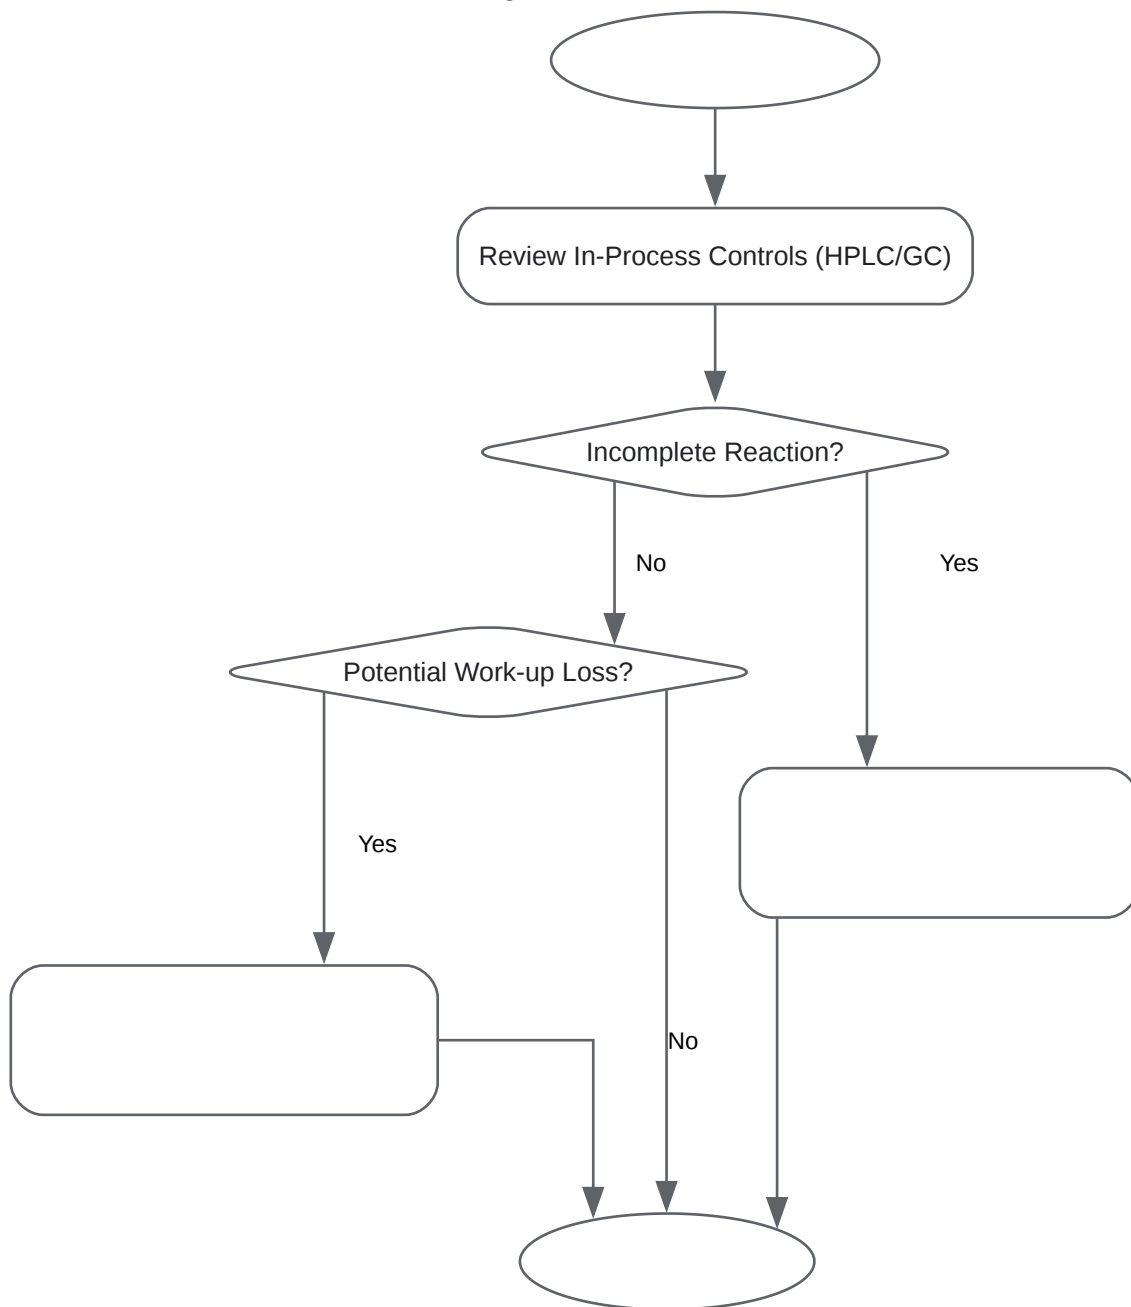 Review In-Process Controls (HPLC/GC)
Incomplete Reaction?
No
Yes
Potential Work-up Loss?
Yes
No